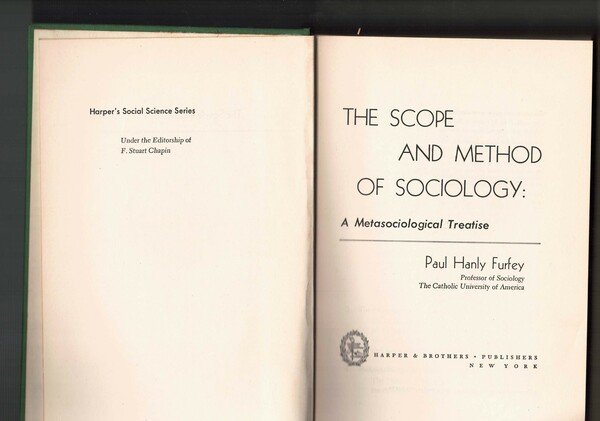 Harper's Social Science Series
Under the Editorship of
F. Stuart Chapin
THE SCOPE
AND METHOD
OF SOCIOLOGY:
A Metasociological Treatise
Paul Hanly Furfey
Professor of Sociology
The Catholic University of America
HARPER & BROTHERS • PUBLISHERS
NEW YORK